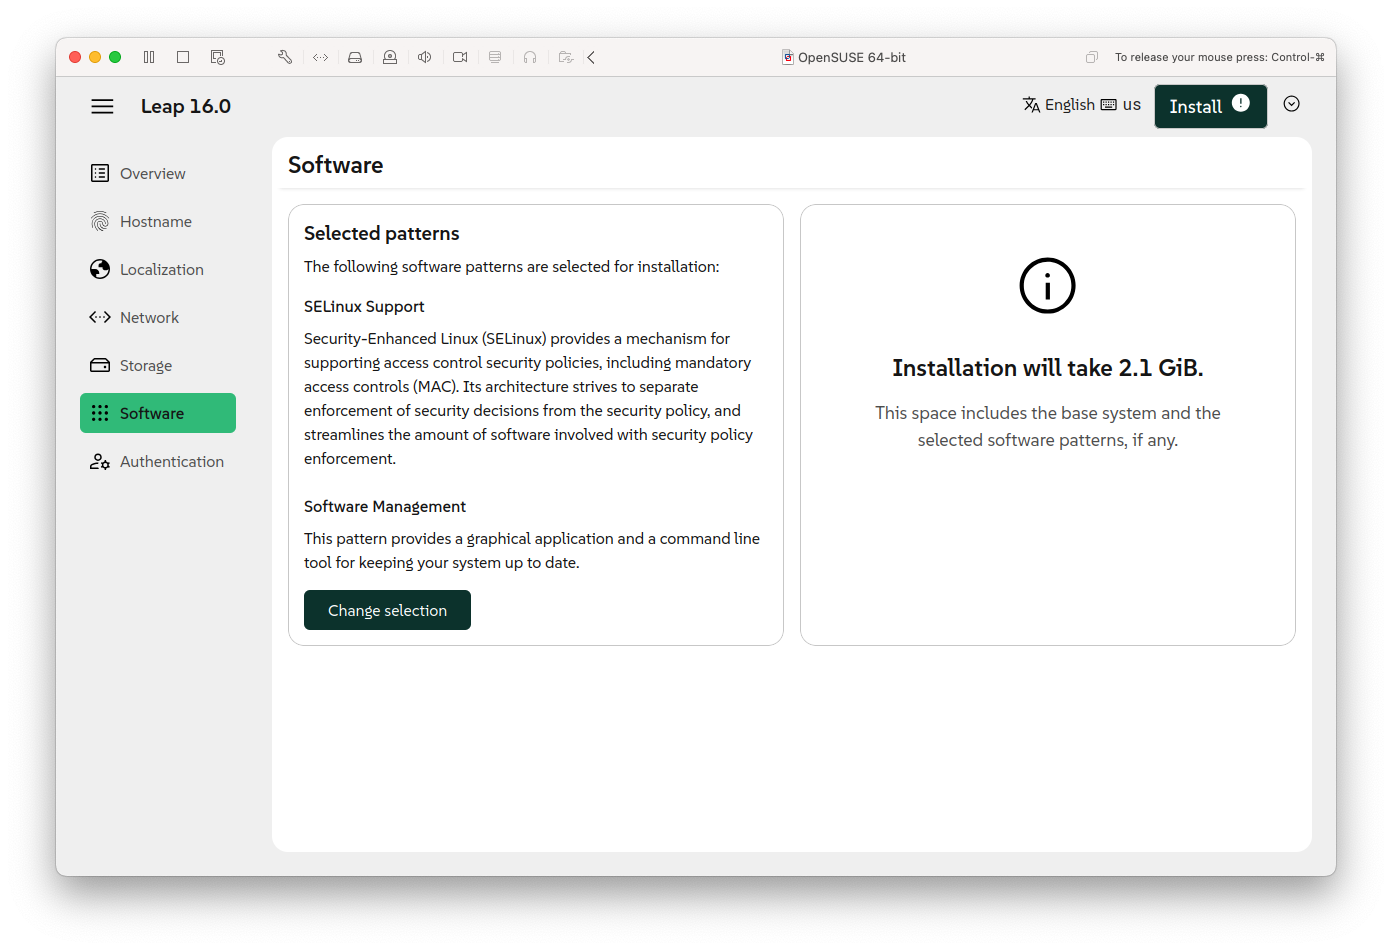 OpenSUSE 64-bit
To release your mouse press: Control-⌘
Leap 16.0
English
us
Install
Overview
Hostname
Localization
Network
Storage
Software
Authentication
Software
Selected patterns
The following software patterns are selected for installation:
SELinux Support
Security-Enhanced Linux (SELinux) provides a mechanism for
supporting access control security policies, including mandatory
access controls (MAC). Its architecture strives to separate
enforcement of security decisions from the security policy, and
streamlines the amount of software involved with security policy
enforcement.
Software Management
This pattern provides a graphical application and a command line
tool for keeping your system up to date.
Change selection
Installation will take 2.1 GiB.
This space includes the base system and the
selected software patterns, if any.